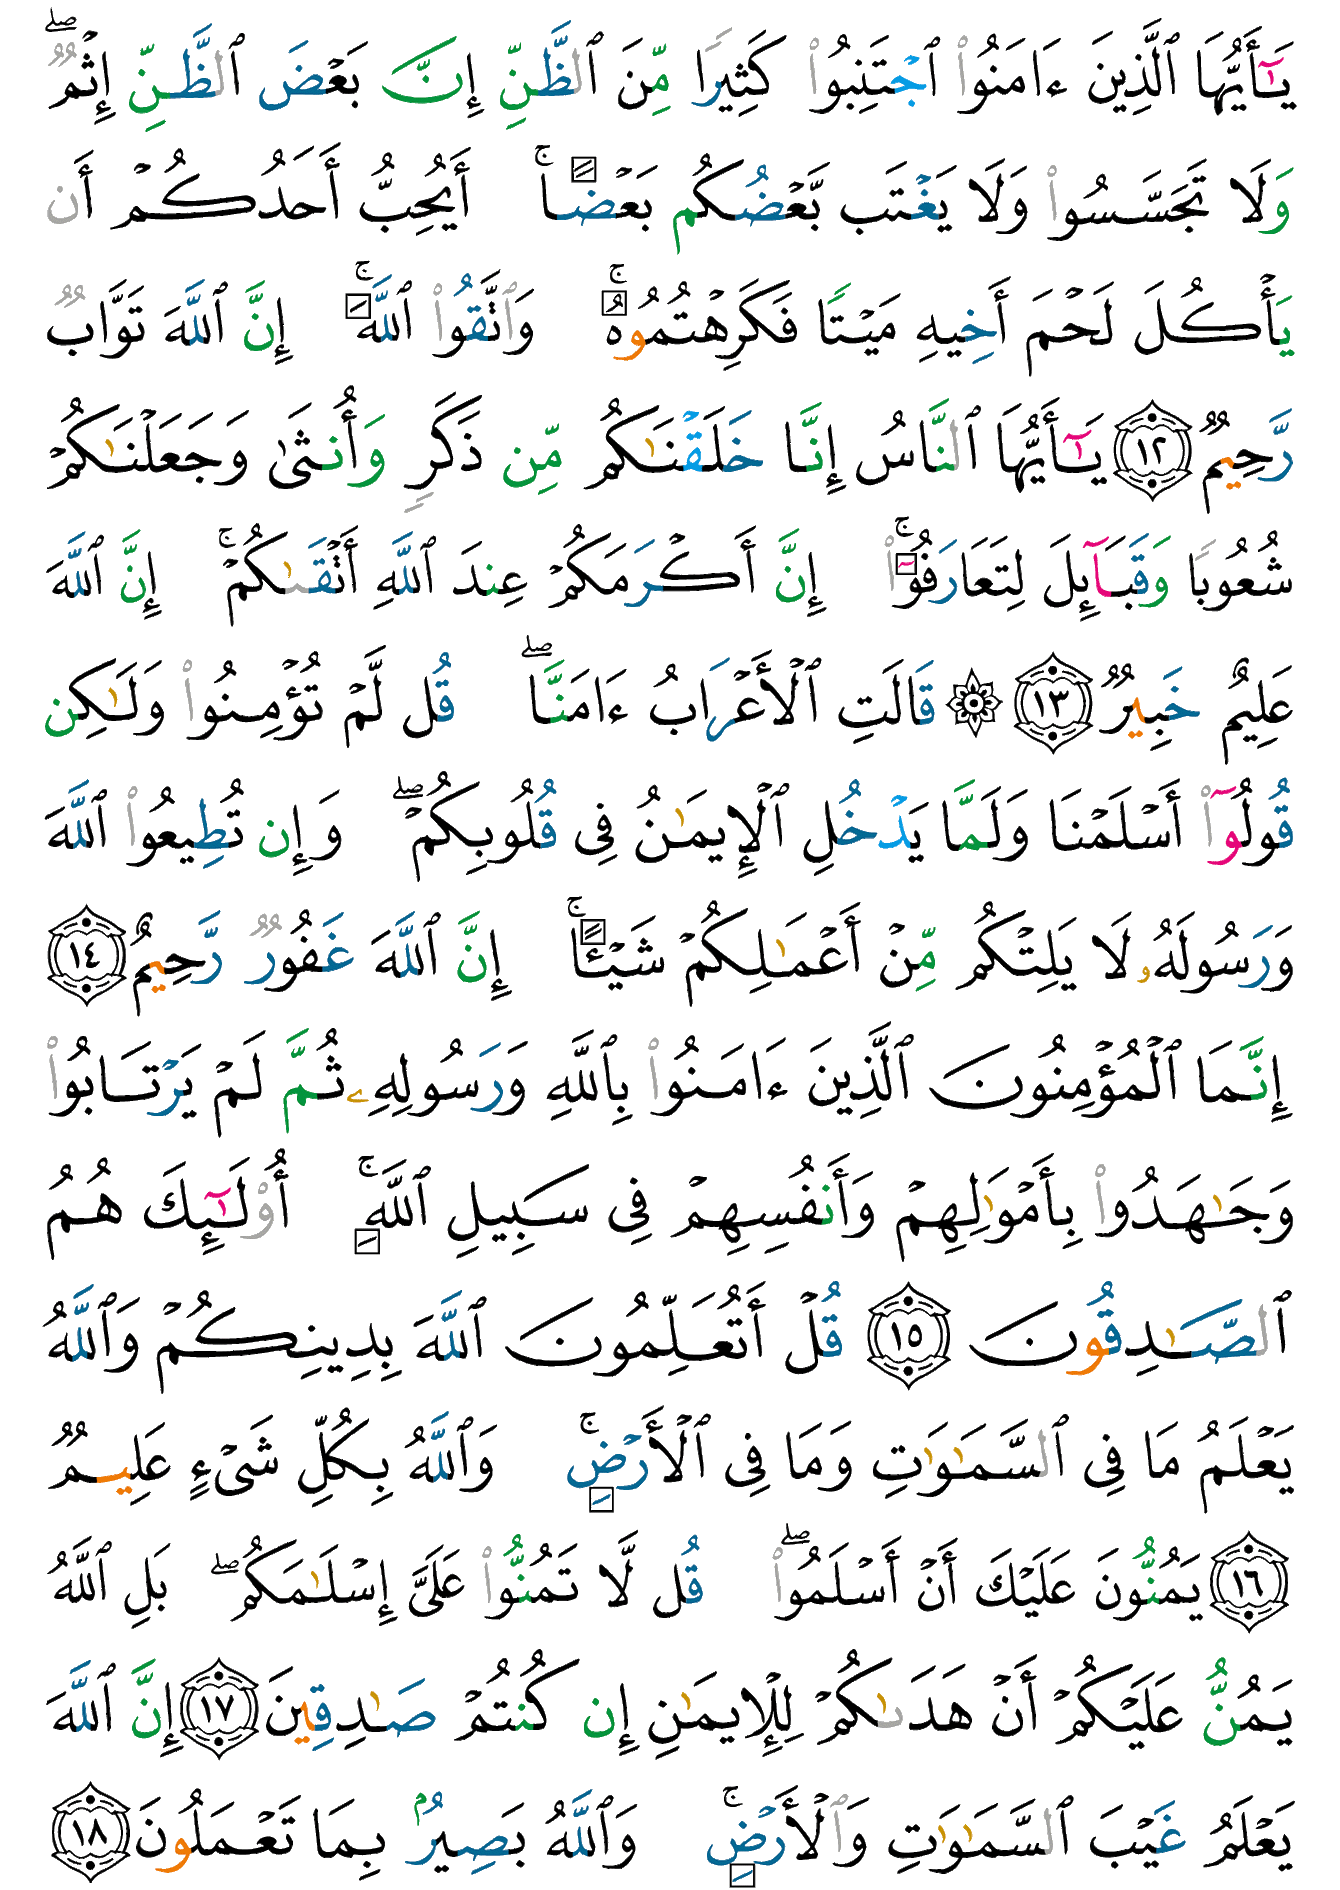 يَـٰٓأَيُّهَا ٱلَّذِينَ ءَامَنُوا۟ ٱجْتَنِبُوا۟ كَثِيرًا مِّنَ ٱلظَّنِّ إِنَّ بَعْضَ ٱلظَّنِّ إِثْمٌ ۖ
وَلَا تَجَسَّسُوا۟ وَلَا يَغْتَب بَّعْضُكُم بَعْضًا ۚ أَيُحِبُّ أَحَدُكُمْ أَن
يَأْكُلَ لَحْمَ أَخِيهِ مَيْتًا فَكَرِهْتُمُوهُ ۚ وَٱتَّقُوا۟ ٱللَّهَ ۚ إِنَّ ٱللَّهَ تَوَّابٌ
رَّحِيمٌ ١٢ يَـٰٓأَيُّهَا ٱلنَّاسُ إِنَّا خَلَقْنَـٰكُم مِّن ذَكَرٍ وَأُنثَىٰ وَجَعَلْنَـٰكُمْ
شُعُوبًا وَقَبَآئِلَ لِتَعَارَفُوٓا۟ ۚ إِنَّ أَكْرَمَكُمْ عِندَ ٱللَّهِ أَتْقَىٰكُمْ ۚ إِنَّ ٱللَّهَ
عَلِيمٌ خَبِيرٌ ١٣ ۞ قَالَتِ ٱلْأَعْرَابُ ءَامَنَّا ۖ قُل لَّمْ تُؤْمِنُوا۟ وَلَـٰكِن
قُولُوٓا۟ أَسْلَمْنَا وَلَمَّا يَدْخُلِ ٱلْإِيمَـٰنُ فِى قُلُوبِكُمْ ۖ وَإِن تُطِيعُوا۟ ٱللَّهَ
وَرَسُولَهُۥ لَا يَلِتْكُم مِّنْ أَعْمَـٰلِكُمْ شَيْـًٔا ۚ إِنَّ ٱللَّهَ غَفُورٌ رَّحِيمٌ ١٤
إِنَّمَا ٱلْمُؤْمِنُونَ ٱلَّذِينَ ءَامَنُوا۟ بِٱللَّهِ وَرَسُولِهِۦ ثُمَّ لَمْ يَرْتَابُوا۟
وَجَـٰهَدُوا۟ بِأَمْوَٰلِهِمْ وَأَنفُسِهِمْ فِى سَبِيلِ ٱللَّهِ ۚ أُو۟لَـٰٓئِكَ هُمُ
ٱلصَّـٰدِقُونَ ١٥ قُلْ أَتُعَلِّمُونَ ٱللَّهَ بِدِينِكُمْ وَٱللَّهُ
يَعْلَمُ مَا فِى ٱلسَّمَـٰوَٰتِ وَمَا فِى ٱلْأَرْضِ ۚ وَٱللَّهُ بِكُلِّ شَىْءٍ عَلِيمٌ
١٦ يَمُنُّونَ عَلَيْكَ أَنْ أَسْلَمُوا۟ ۖ قُل لَّا تَمُنُّوا۟ عَلَىَّ إِسْلَـٰمَكُم ۖ بَلِ ٱللَّهُ
يَمُنُّ عَلَيْكُمْ أَنْ هَدَىٰكُمْ لِلْإِيمَـٰنِ إِن كُنتُمْ صَـٰدِقِينَ ١٧ إِنَّ ٱللَّهَ
يَعْلَمُ غَيْبَ ٱلسَّمَـٰوَٰتِ وَٱلْأَرْضِ ۚ وَٱللَّهُ بَصِيرٌۢ بِمَا تَعْمَلُونَ ١٨